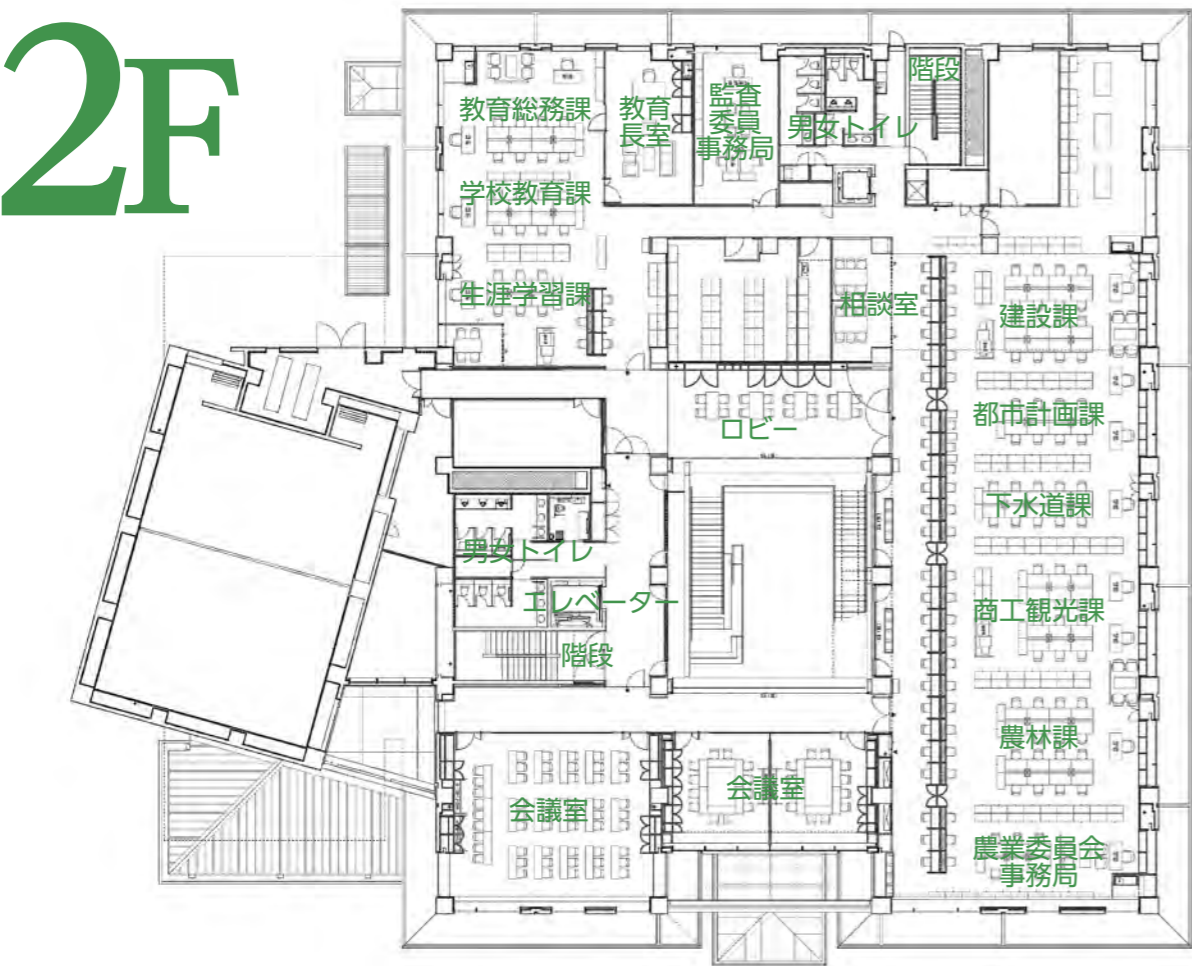 2F
教育総務課
教育
長室
監査
委員
事務局
男女トイレ
階段
学校教育課
生涯学習課
相談室
建設課
ロビー
都市計画課
下水道課
男女トイレ
エレベーター
階段
商工観光課
農林課
会議室
会議室
農業委員会
事務局